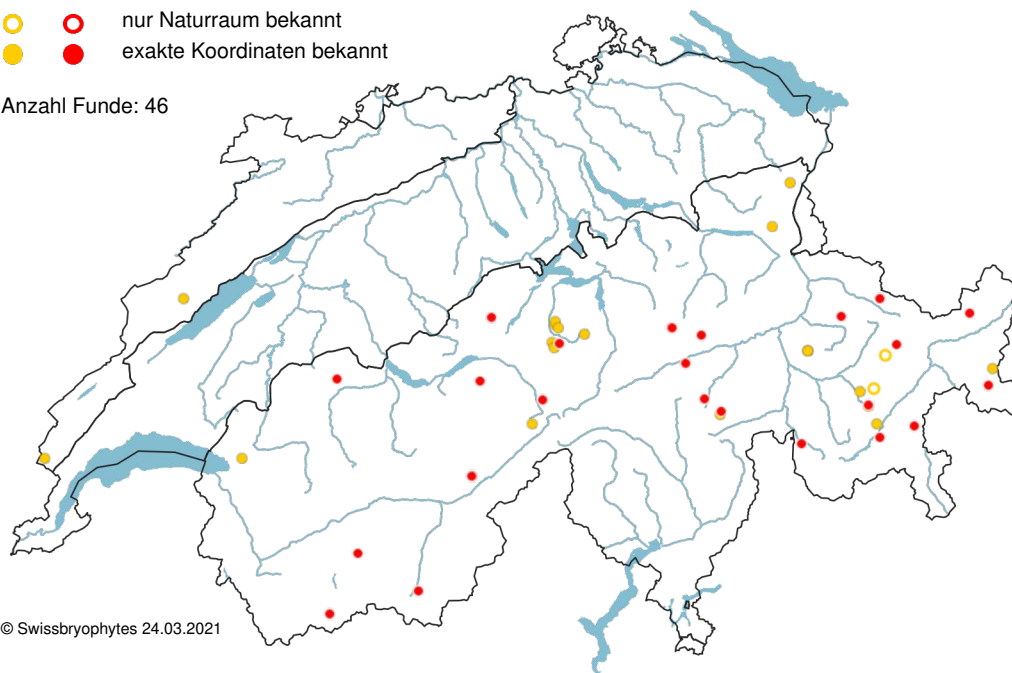 nur Naturraum bekannt
exakte Koordinaten bekannt
Anzahl Funde: 46
© Swissbryophytes 24.03.2021